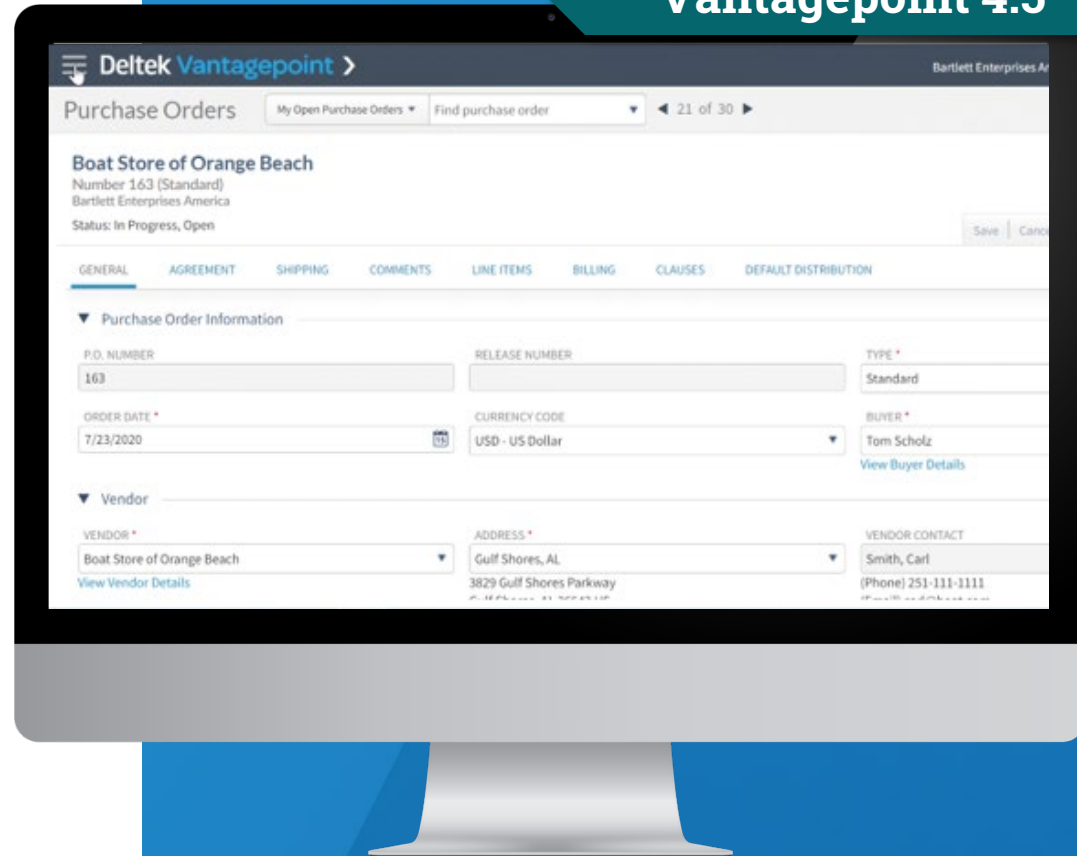 Vantagepoint 4.5
Deltek Vantagepoint
Bartlett Enterprises
Purchase Orders
My Open Purchase Orders
Find purchase order
21 of 30
Boat Store of Orange Beach
Number 163 (Standard)
Bartlett Enterprises America
Status: In Progress, Open
Save
GENERAL AGREEMENT SHIPPING COMMENTS LINE ITEMS BILLING CLAUSES DEFAULT DISTRIBUTION
Purchase Order Information
P.O. NUMBER RELEASE NUMBER TYPE *
163 Standard
ORDER DATE * CURRENCY CODE BUYER *
7/23/2020 15 USD - US Dollar Tom Scholz
View Buyer Details
Vendor
VENDOR * ADDRESS * VENDOR CONTACT
Boat Store of Orange Beach Gulf Shores, AL Smith, Carl
View Vendor Details 3829 Gulf Shores Parkway (Phone) 251-111-1111